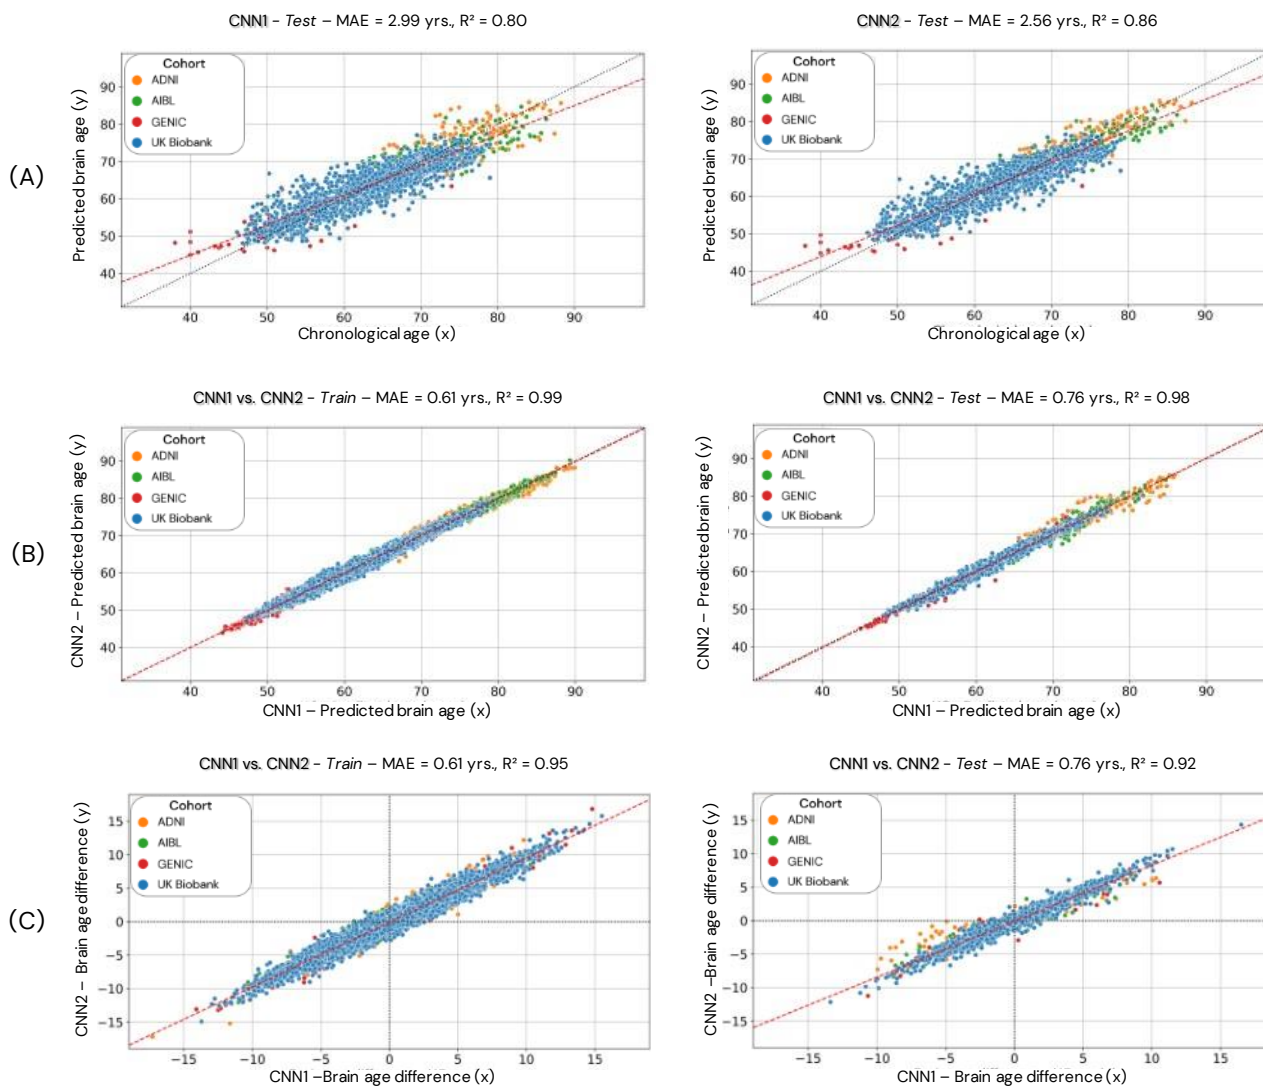 CNN1 - Test – MAE = 2.99 yrs., R² = 0.80
CNN2 - Test – MAE = 2.56 yrs., R² = 0.86
(A)
Predicted brain age (y)
Cohort
ADNI
AIBL
GENIC
UK Biobank
90
80
70
60
50
40
40 50 60 70 80 90
Chronological age (x)
Predicted brain age (y)
Cohort
ADNI
AIBL
GENIC
UK Biobank
90
80
70
60
50
40
40 50 60 70 80 90
Chronological age (x)
CNN1 vs. CNN2 - Train – MAE = 0.61 yrs., R² = 0.99
CNN1 vs. CNN2 - Test – MAE = 0.76 yrs., R² = 0.98
(B)
CNN2 – Predicted brain age (y)
Cohort
ADNI
AIBL
GENIC
UK Biobank
90
80
70
60
50
40
40 50 60 70 80 90
CNN1 – Predicted brain age (x)
CNN2 – Predicted brain age (y)
Cohort
ADNI
AIBL
GENIC
UK Biobank
90
80
70
60
50
40
40 50 60 70 80 90
CNN1 – Predicted brain age (x)
CNN1 vs. CNN2 - Train – MAE = 0.61 yrs., R² = 0.95
CNN1 vs. CNN2 - Test – MAE = 0.76 yrs., R² = 0.92
(C)
CNN2 – Brain age difference (y)
Cohort
ADNI
AIBL
GENIC
UK Biobank
15
10
5
0
−5
−10
−15
−15 −10 −5 0 5 10 15
CNN1 –Brain age difference (x)
CNN2 –Brain age difference (y)
Cohort
ADNI
AIBL
GENIC
UK Biobank
15
10
5
0
−5
−10
−15
−15 −10 −5 0 5 10 15
CNN1 – Brain age difference (x)